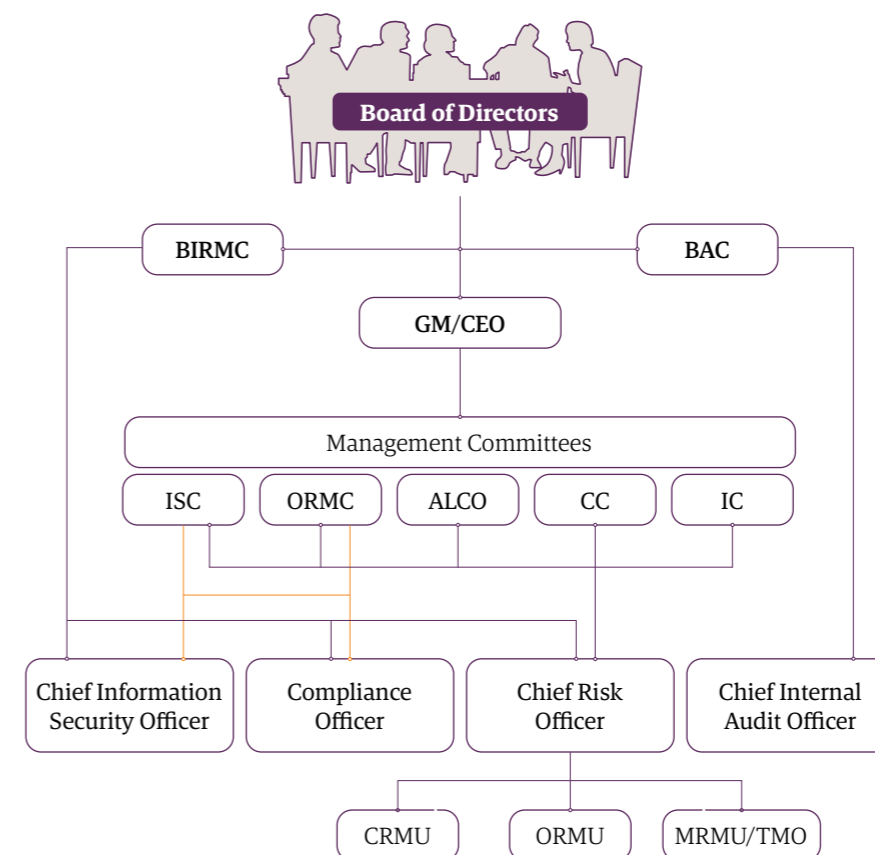 Board of Directors
BIRMC
BAC
GM/CEO
Management Committees
ISC
ORMC
ALCO
CC
IC
Chief Information
Security Officer
Compliance
Officer
Chief Risk
Officer
Chief Internal
Audit Officer
CRMU
ORMU
MRMU/TMO